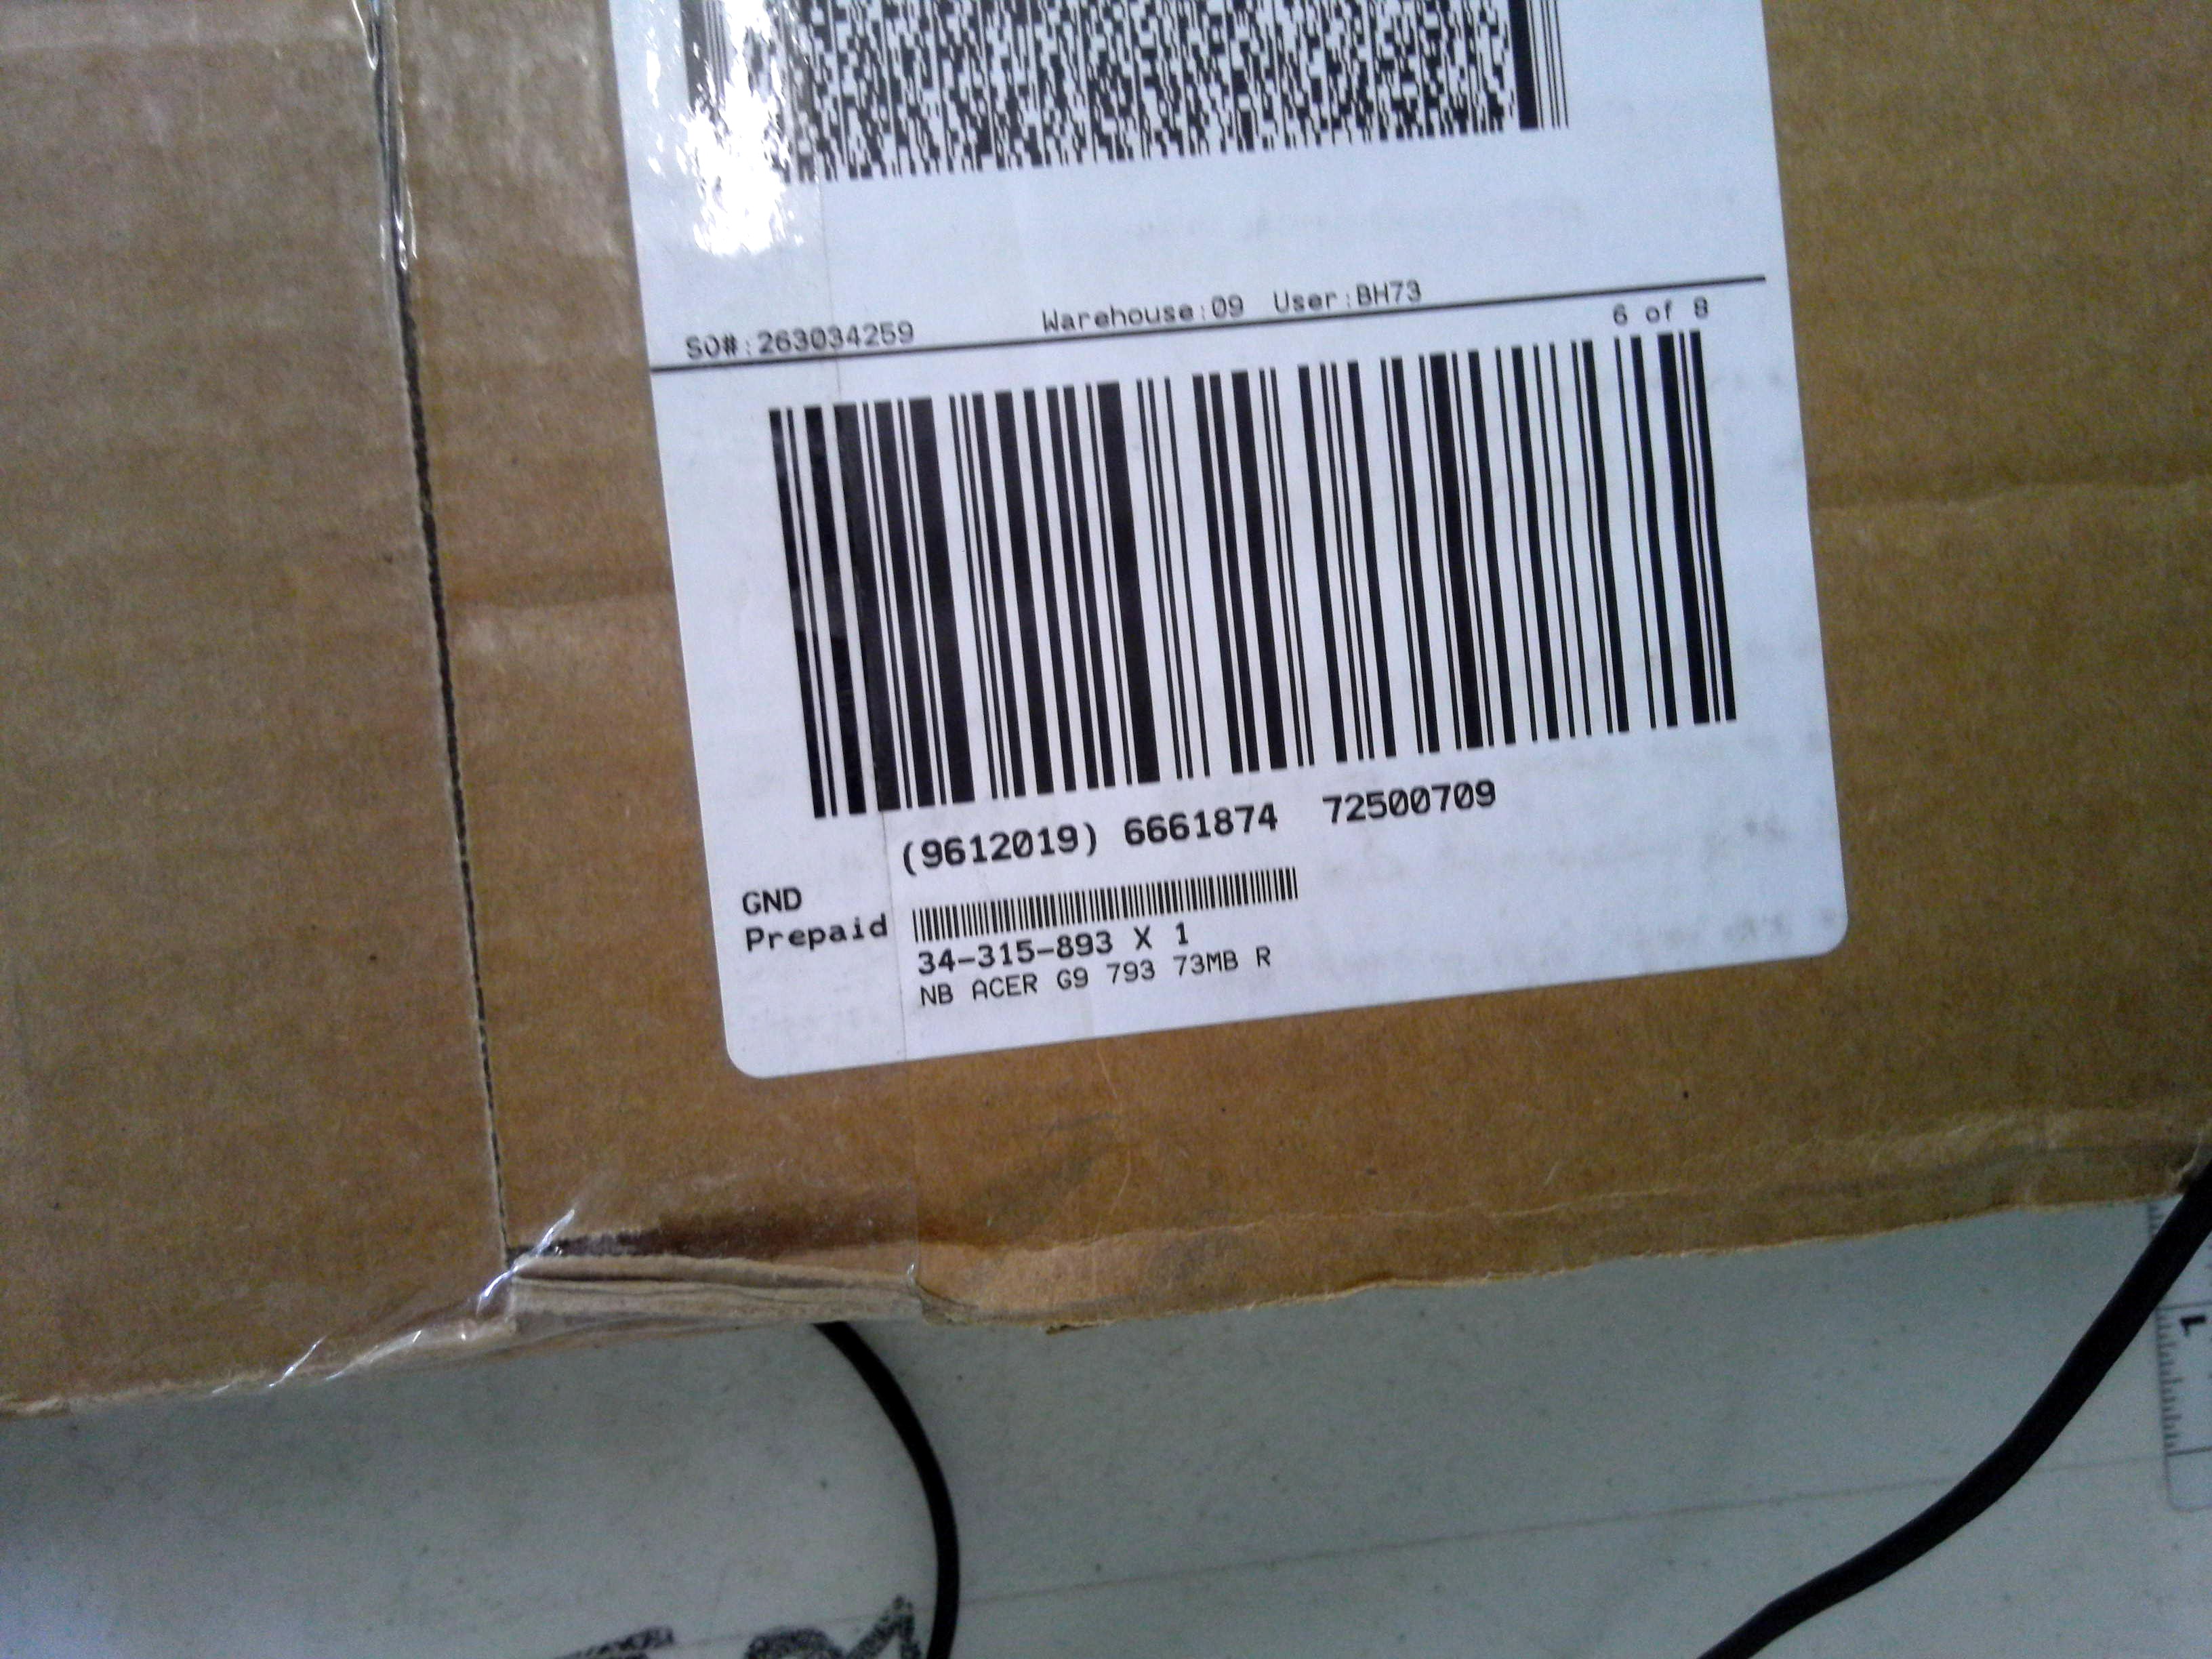 SO#:263034259 Warehouse:09 User:BH73
6 of 8
(9612019) 6661874 72500709
GND
Prepaid
34-315-893 X 1
NB ACER G9 793 73MB R
1